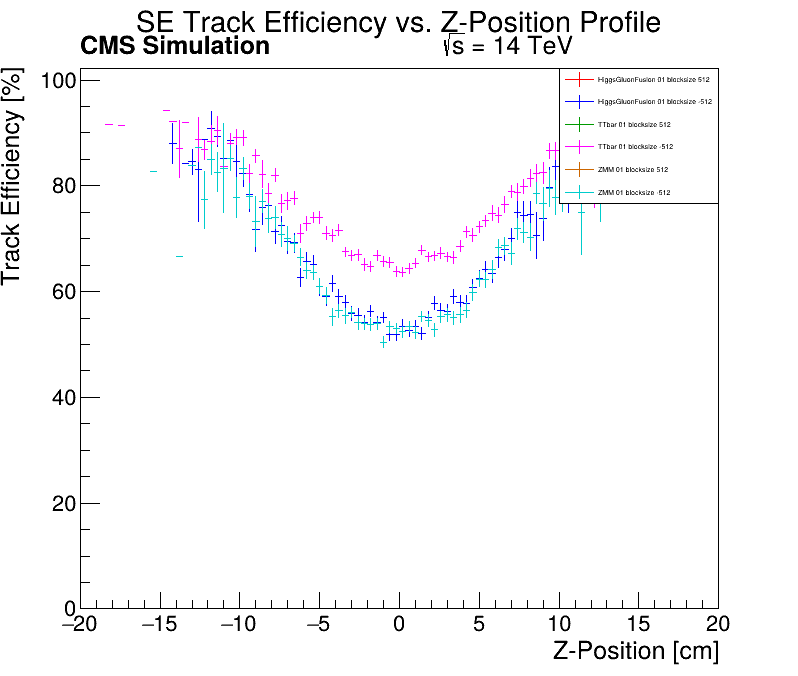 SE Track Efficiency vs. Z-Position Profile
CMS Simulation √s = 14 TeV
Track Efficiency [%]
100
80
60
40
20
0
HiggsGluonFusion 01 blocksize 512
HiggsGluonFusion 01 blocksize -512
TTbar 01 blocksize 512
TTbar 01 blocksize -512
ZMM 01 blocksize 512
ZMM 01 blocksize -512
−20 −15 −10 −5 0 5 10 15 20
Z-Position [cm]